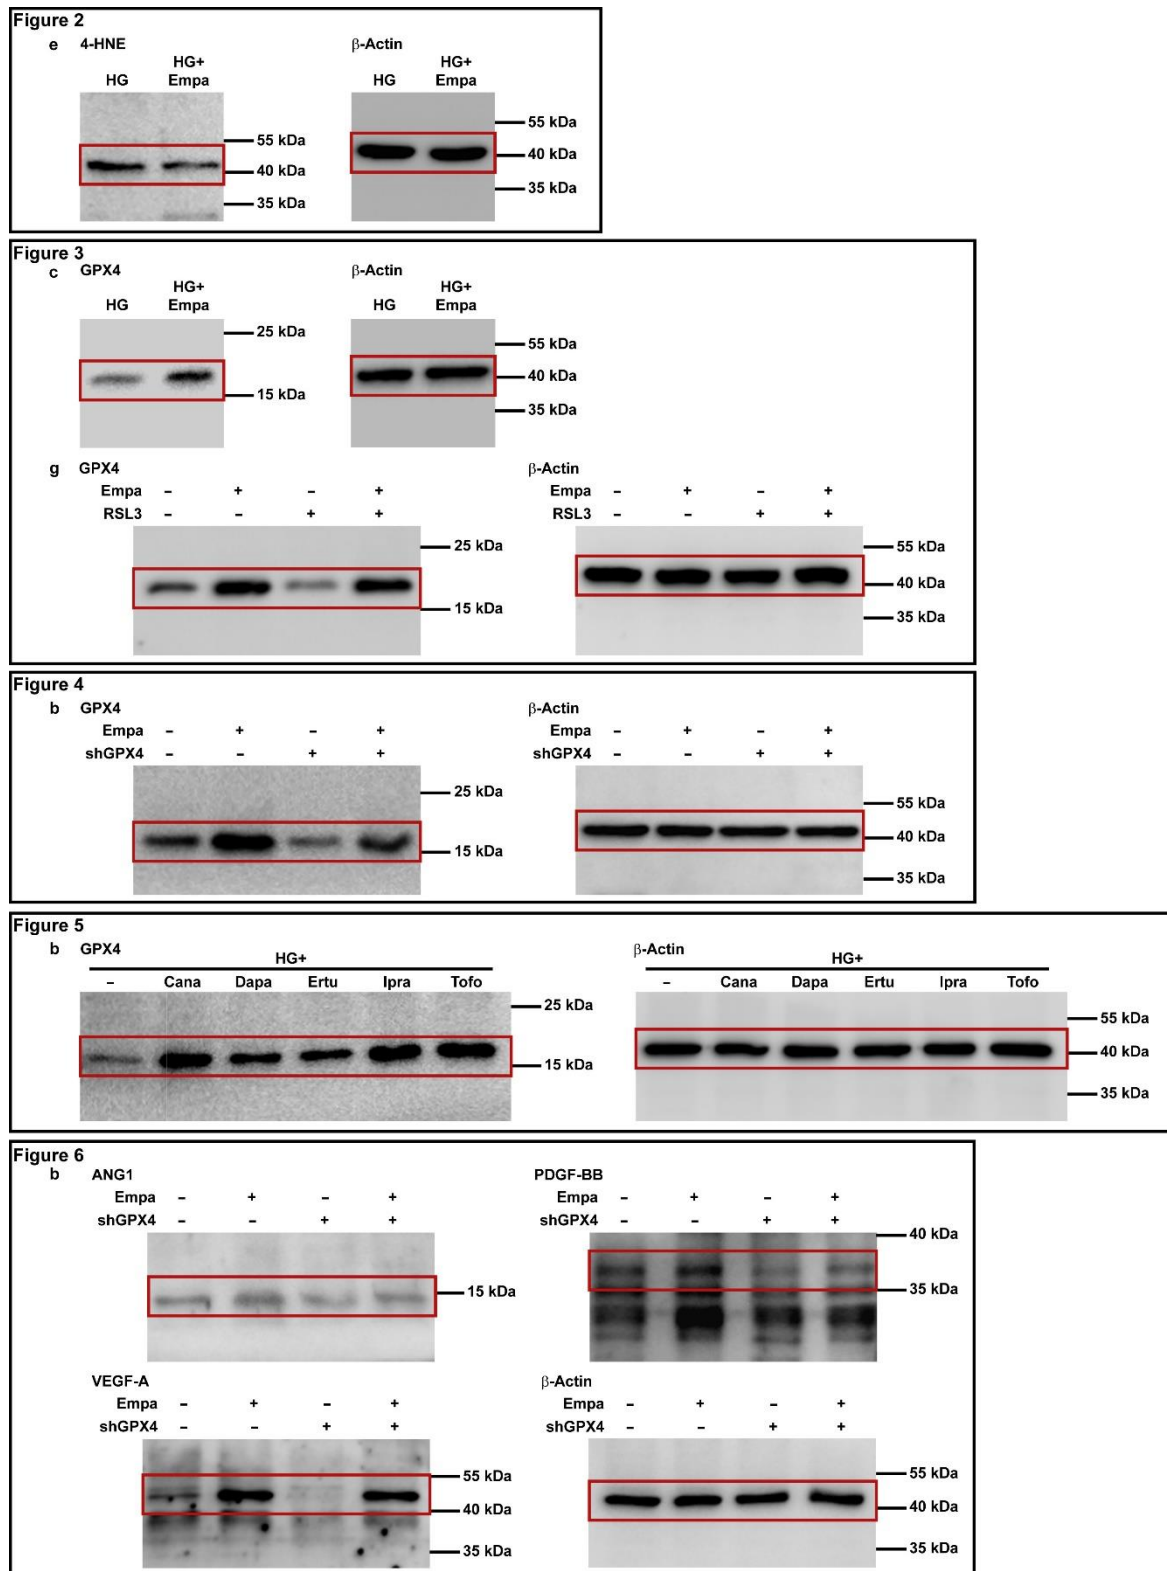 Figure 2
e 4-HNE β-Actin
HG HG+ Empa HG HG+ Empa
55 kDa 55 kDa
40 kDa 40 kDa
35 kDa 35 kDa
Figure 3
c GPX4 β-Actin
HG HG+ Empa HG HG+ Empa
25 kDa 55 kDa
15 kDa 40 kDa
35 kDa
g GPX4 β-Actin
Empa – + – + Empa – + – +
RSL3 – – + + RSL3 – – + +
25 kDa 55 kDa
15 kDa 40 kDa
35 kDa
Figure 4
b GPX4 β-Actin
Empa – + – + Empa – + – +
shGPX4 – – + + shGPX4 – – + +
25 kDa 55 kDa
15 kDa 40 kDa
35 kDa
Figure 5
b GPX4 β-Actin
HG+ HG+
– Cana Dapa Ertu Ipra Tofo – Cana Dapa Ertu Ipra Tofo
25 kDa 55 kDa
15 kDa 40 kDa
35 kDa
Figure 6
b ANG1 PDGF-BB
Empa – + – + Empa – + – +
shGPX4 – – + + shGPX4 – – + +
40 kDa
15 kDa 35 kDa
VEGF-A β-Actin
Empa – + – + Empa – + – +
shGPX4 – – + + shGPX4 – – + +
55 kDa 55 kDa
40 kDa 40 kDa
35 kDa 35 kDa